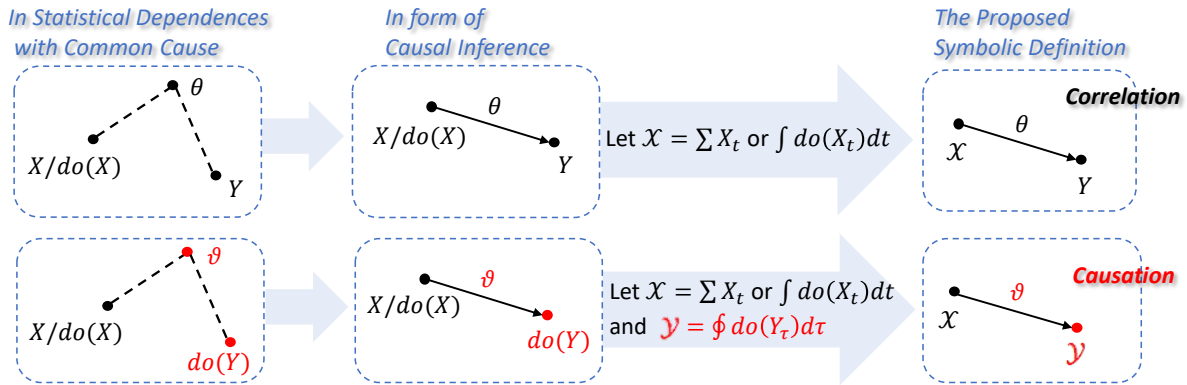 In Statistical Dependences
with Common Cause
In form of
Causal Inference
The Proposed
Symbolic Definition
θ
X/do(X)
Y
θ
X/do(X)
Y
Let 𝒳 = ∑ X_t or ∫ do(X_t)dt
Correlation
θ
𝒳
Y
ϑ
X/do(X)
do(Y)
ϑ
X/do(X)
do(Y)
Let 𝒳 = ∑ X_t or ∫ do(X_t)dt
and 𝒴 = ∮ do(Y_τ)dτ
Causation
ϑ
𝒳
𝒴